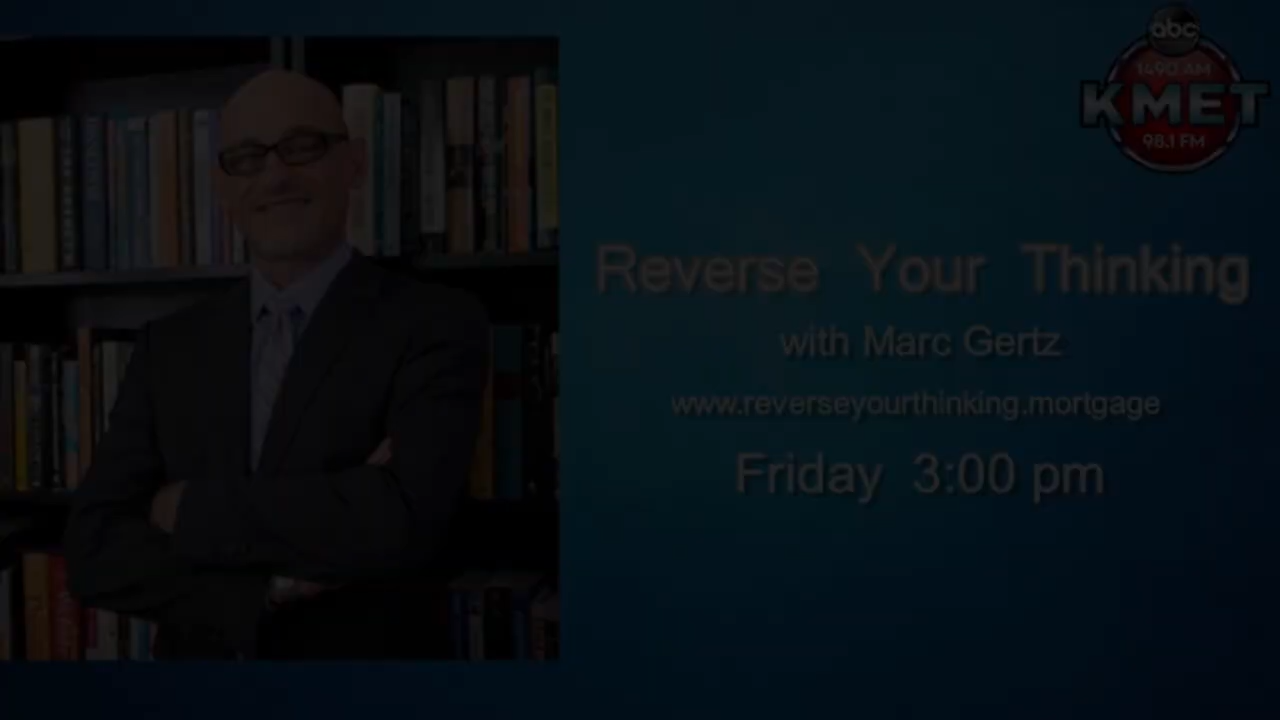 abc
1490 AM
KMET
98.1 FM
Reverse Your Thinking
with Marc Gertz
www.reverseyourthinking.mortgage
Friday 3:00 pm